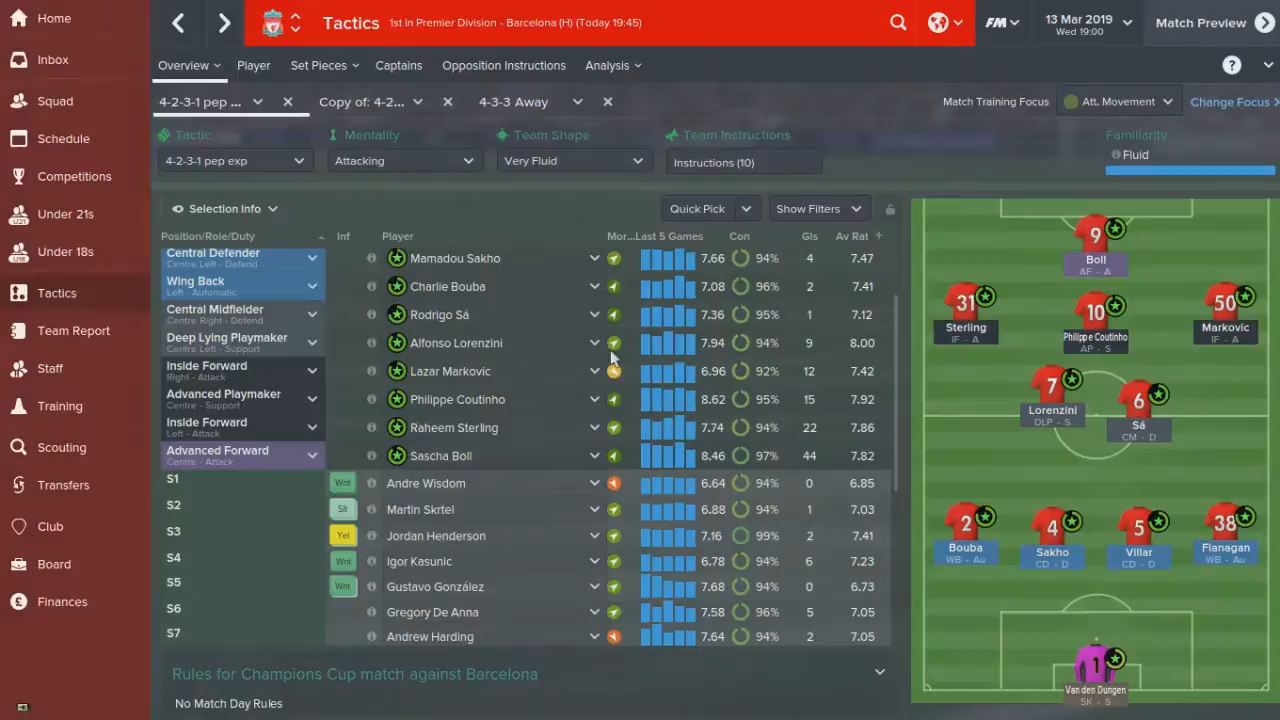 Home
Inbox
Squad
Schedule
Competitions
Under 21s
Under 18s
Tactics
Team Report
Staff
Training
Scouting
Transfers
Club
Board
Finances
Tactics 1st in Premier Division - Barcelona (H) (Today 19:45)
FM
13 Mar 2019
Wed 19:00
Match Preview
Overview Player Set Pieces Captains Opposition Instructions Analysis
4-2-3-1 pep ... Copy of: 4-2... 4-3-3 Away
Match Training Focus Att. Movement Change Focus
Tactic Mentality Team Shape Team Instructions Familiarity
4-2-3-1 pep exp Attacking Very Fluid Instructions (10) Fluid
Selection Info Quick Pick Show Filters
Position/Role/Duty Inf Player Mor... Last 5 Games Con Gls Av Rat +
Central Defender Mamadou Sakho 7.66 94% 4 7.47
Centre Left - Defend
Wing Back Charlie Bouba 7.08 96% 2 7.41
Left - Automatic
Central Midfielder Rodrigo Sá 7.36 95% 1 7.12
Centre Right - Defend
Deep Lying Playmaker Alfonso Lorenzini 7.94 94% 9 8.00
Centre Left - Support
Inside Forward Lazar Markovic 6.96 92% 12 7.42
Right - Attack
Advanced Playmaker Philippe Coutinho 8.62 95% 15 7.92
Centre - Support
Inside Forward Raheem Sterling 7.74 94% 22 7.86
Left - Attack
Advanced Forward Sascha Boll 8.46 97% 44 7.82
Centre - Attack
S1 Wnt Andre Wisdom 6.64 94% 0 6.85
S2 Slt Martin Skrtel 6.88 94% 1 7.03
S3 Yel Jordan Henderson 7.16 99% 2 7.41
S4 Wnt Igor Kasunic 6.78 94% 6 7.23
S5 Wnt Gustavo González 7.68 94% 0 6.73
S6 Gregory De Anna 7.58 96% 5 7.05
S7 Andrew Harding 7.64 94% 2 7.05
Rules for Champions Cup match against Barcelona
No Match Day Rules
9
Boll
AF - A
31 10 50
Sterling Philippe Coutinho Markovic
IF - A AP - S IF - A
7 6
Lorenzini Sá
DLP - S CM - D
2 4 5 38
Bouba Sakho Villar Flanagan
WB - Au CD - D CD - D WB - Au
1
Van den Dungen
SK - S